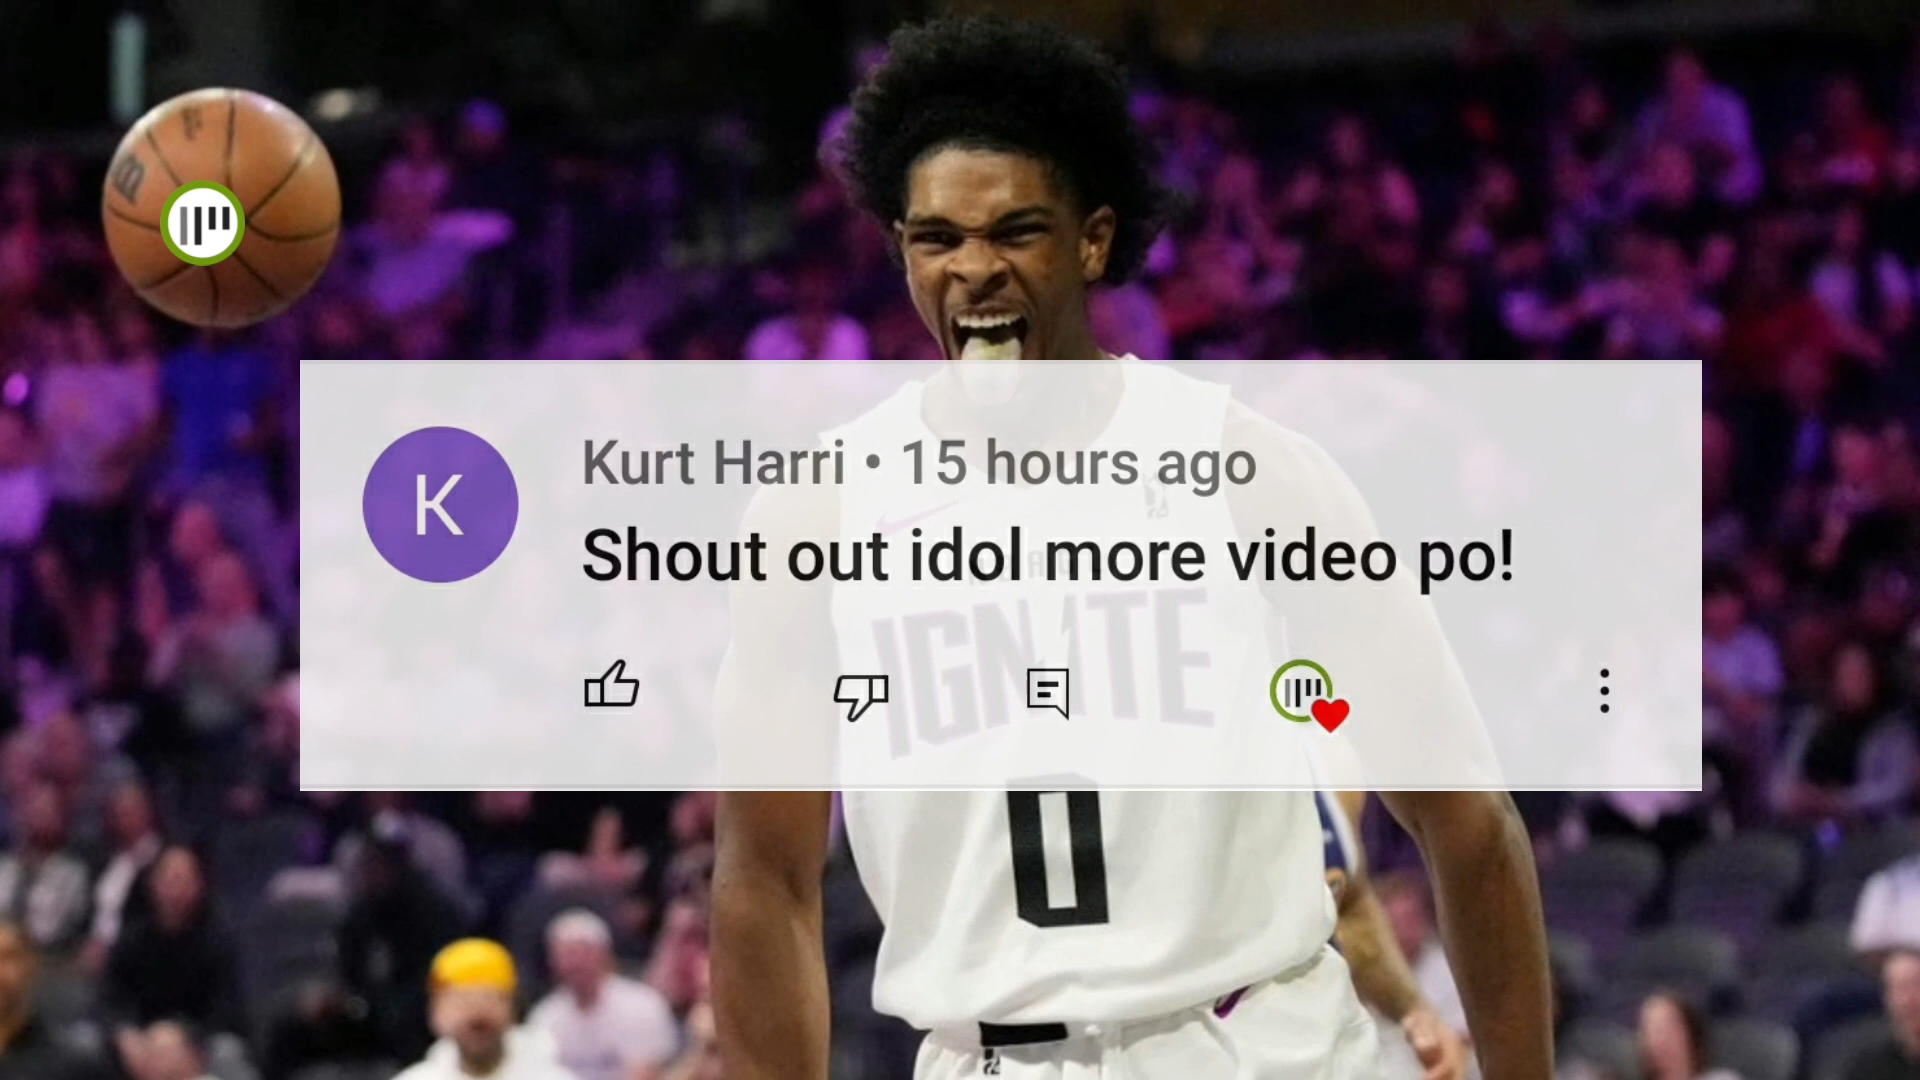 K
Kurt Harri • 15 hours ago
Shout out idol more video po!
IGNITE
0